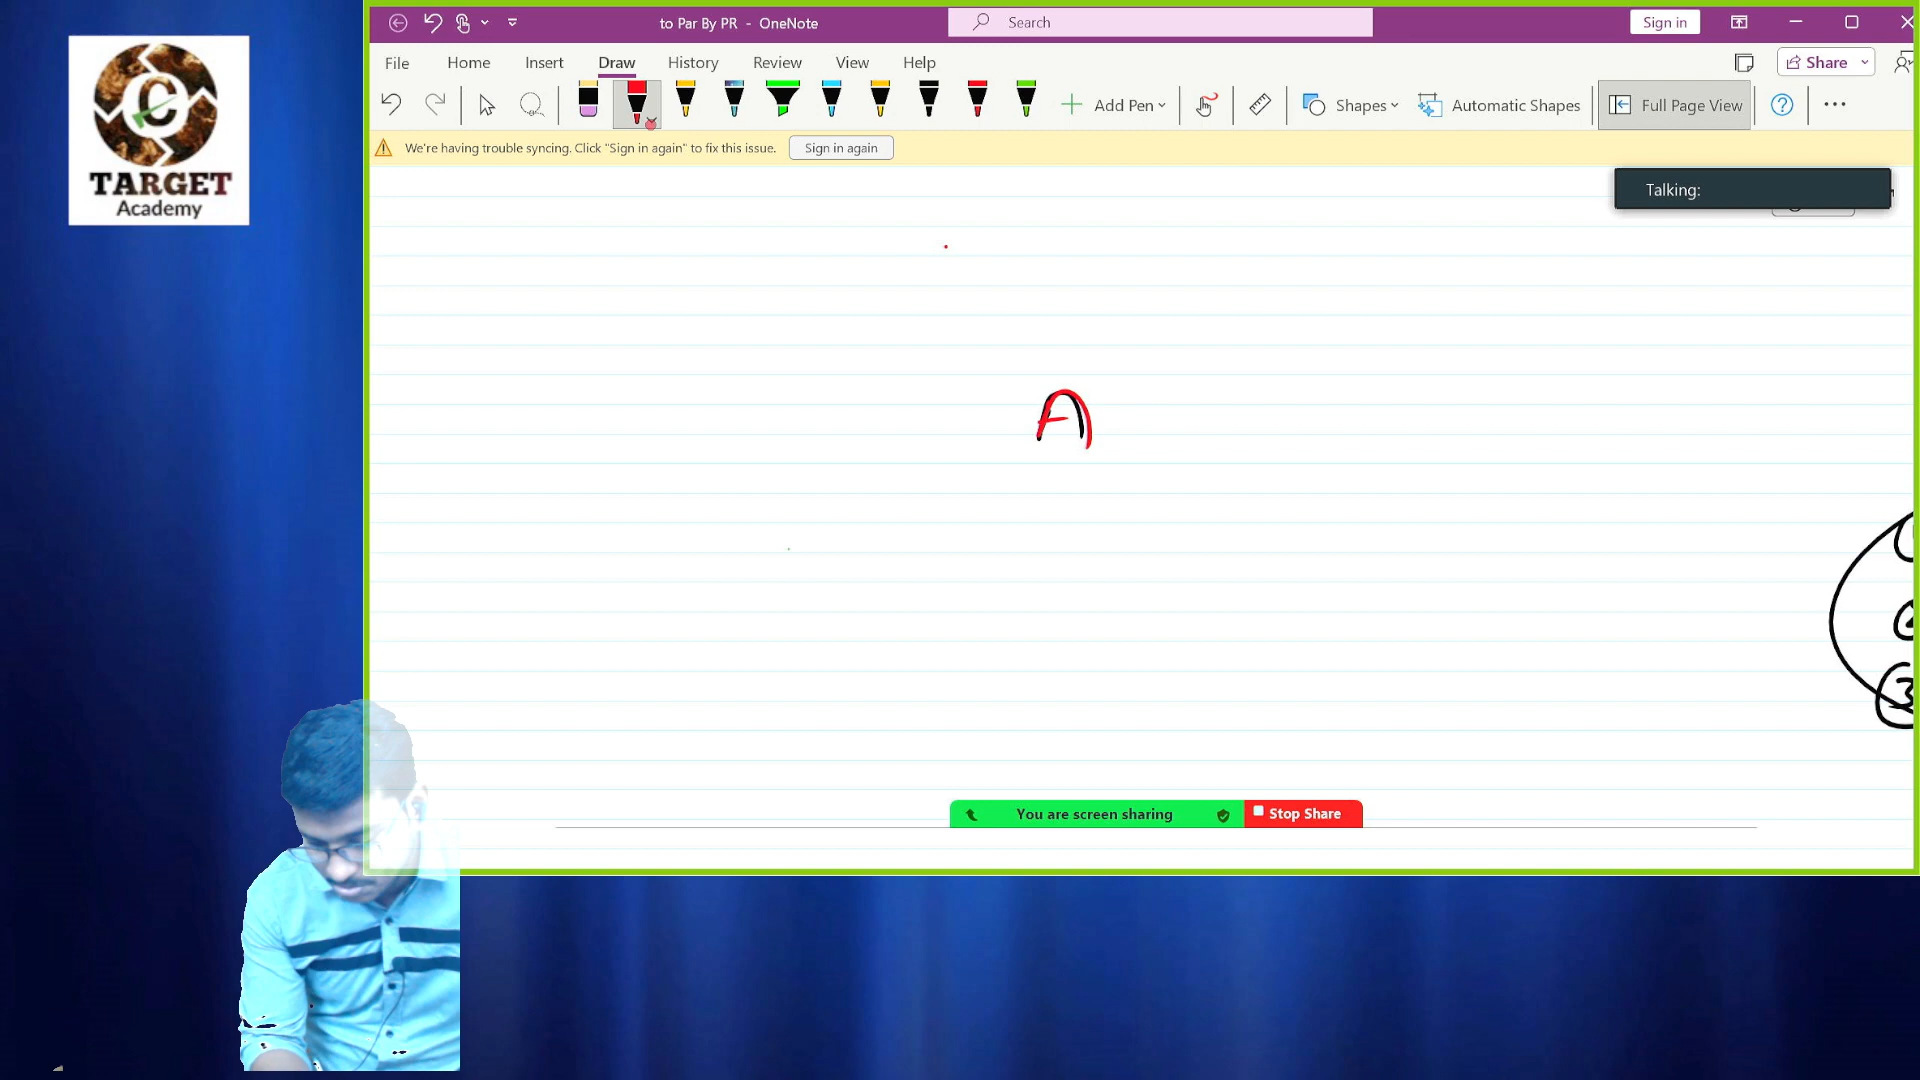 TARGET
Academy
to Par By PR - OneNote
Search
Sign in
File Home Insert Draw History Review View Help
Share
Add Pen
Shapes
Automatic Shapes
Full Page View
We're having trouble syncing. Click "Sign in again" to fix this issue.
Sign in again
Talking:
A
3
You are screen sharing
Stop Share